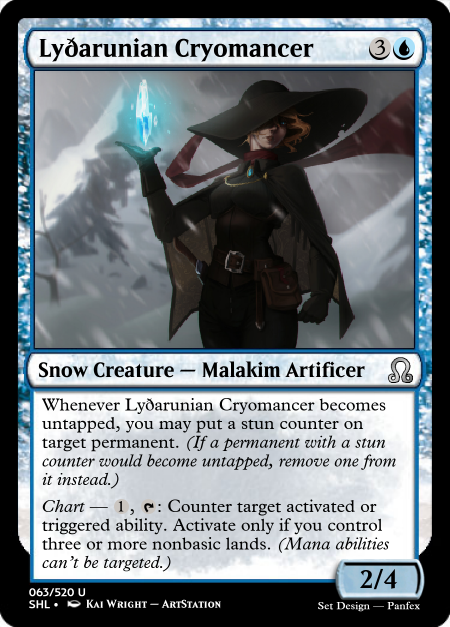 Lyðarunian Cryomancer 3
Snow Creature — Malakim Artificer
Whenever Lyðarunian Cryomancer becomes
untapped, you may put a stun counter on
target permanent. (If a permanent with a stun
counter would become untapped, remove one from
it instead.)
Chart — 1, : Counter target activated or
triggered ability. Activate only if you control
three or more nonbasic lands. (Mana abilities
can't be targeted.)
2/4
063/520 U
SHL • Kai Wright — ArtStation
Set Design — Panfex